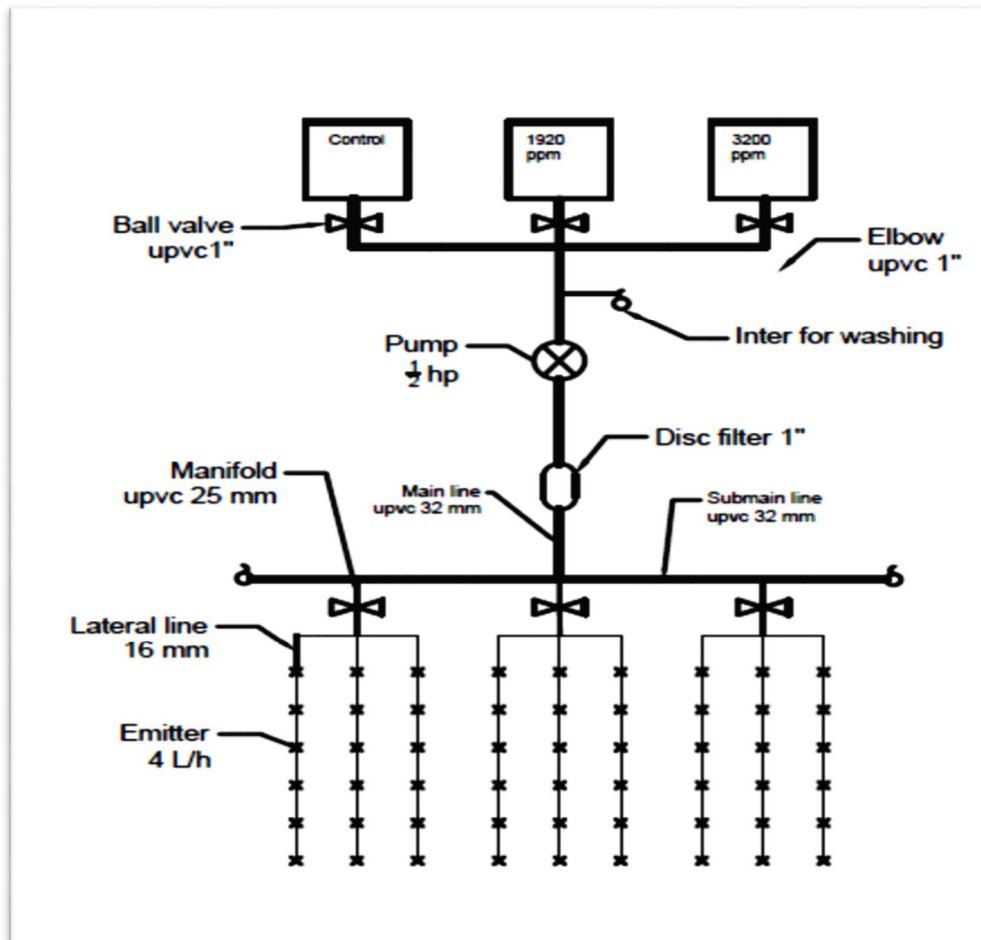 Control
1920
ppm
3200
ppm
Ball valve
upvc1"
Elbow
upvc 1"
Inter for washing
Pump
1/2 hp
Disc filter 1"
Manifold
upvc 25 mm
Main line
upvc 32 mm
Submain line
upvc 32 mm
Lateral line
16 mm
Emitter
4 L/h